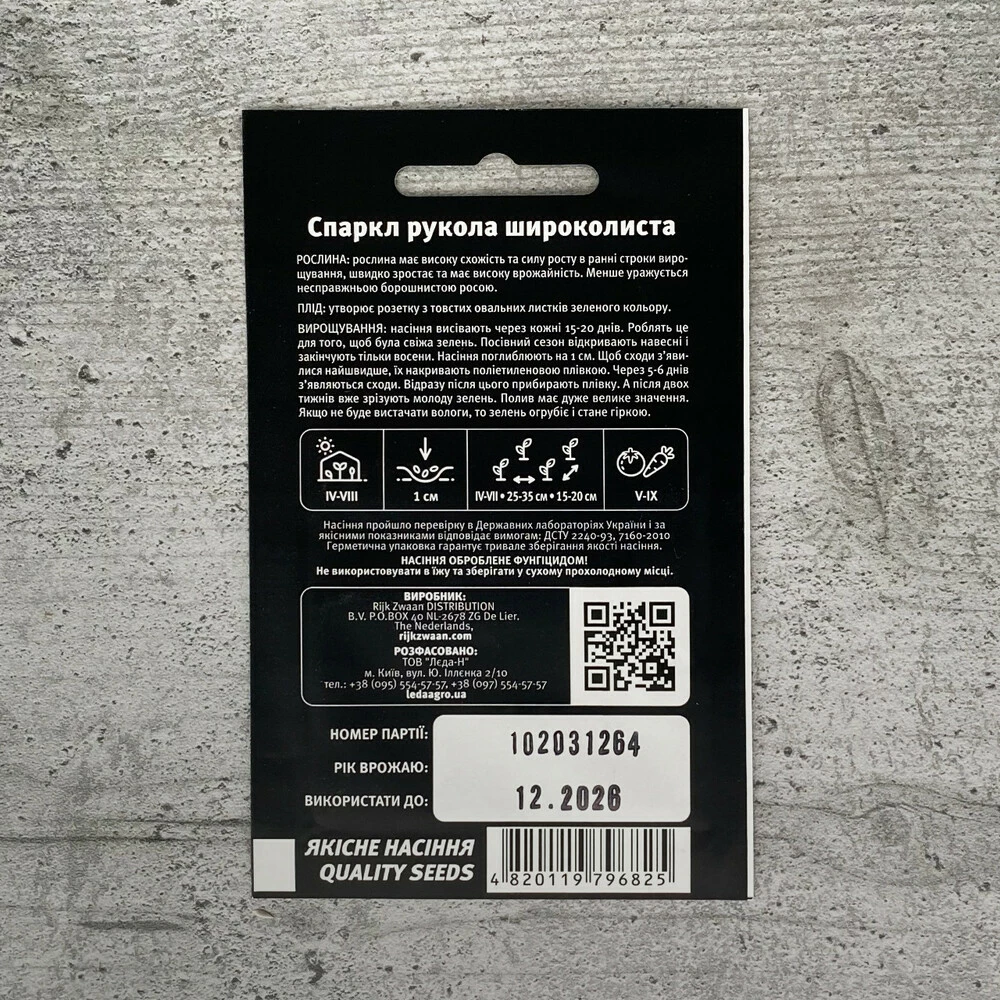 Спаркл рукола широколиста
РОСЛИНА: рослина має високу схожість та силу росту в ранні строки виро-
щування, швидко зростає та має високу врожайність. Менше уражується
несправжньою борошнистою росою.
ПЛІД: утворює розетку з товстих овальних листків зеленого кольору.
ВИРОЩУВАННЯ: насіння висівають через кожні 15-20 днів. Роблять це
для того, щоб була свіжа зелень. Посівний сезон відкривають навесні і
закінчують тільки восени. Насіння поглиблюють на 1 см. Щоб сходи з’яви-
лися найшвидше, їх накривають поліетиленовою плівкою. Через 5-6 днів
з’являються сходи. Відразу після цього прибирають плівку. А після двох
тижнів вже зрізують молоду зелень. Полив має дуже велике значення.
Якщо не буде вистачати вологи, то зелень огрубіє і стане гіркою.
IV-VIII 1 см IV-VII • 25-35 см • 15-20 см V-IX
Насіння пройшло перевірку в Державних лабораторіях України і за
якісними показниками відповідає вимогам: ДСТУ 2240-93, 7160-2010
Герметична упаковка гарантує тривале зберігання якості насіння.
НАСІННЯ ОБРОБЛЕНЕ ФУНГІЦИДОМ!
Не використовувати в їжу та зберігати у сухому прохолодному місці.
ВИРОБНИК:
Rijk Zwaan DISTRIBUTION
B.V. P.O.BOX 40 NL-2678 ZG De Lier.
The Nederlands,
rijkzwaan.com
РОЗФАСОВАНО:
ТОВ "Лєда-Н"
м. Київ, вул. Ю. Іллєнка 2/10
тел.: +38 (095) 554-57-57, +38 (097) 554-57-57
ledaagro.ua
НОМЕР ПАРТІЇ: 102031264
РІК ВРОЖАЮ:
ВИКОРИСТАТИ ДО: 12.2026
ЯКІСНЕ НАСІННЯ
QUALITY SEEDS
4 820119 796825